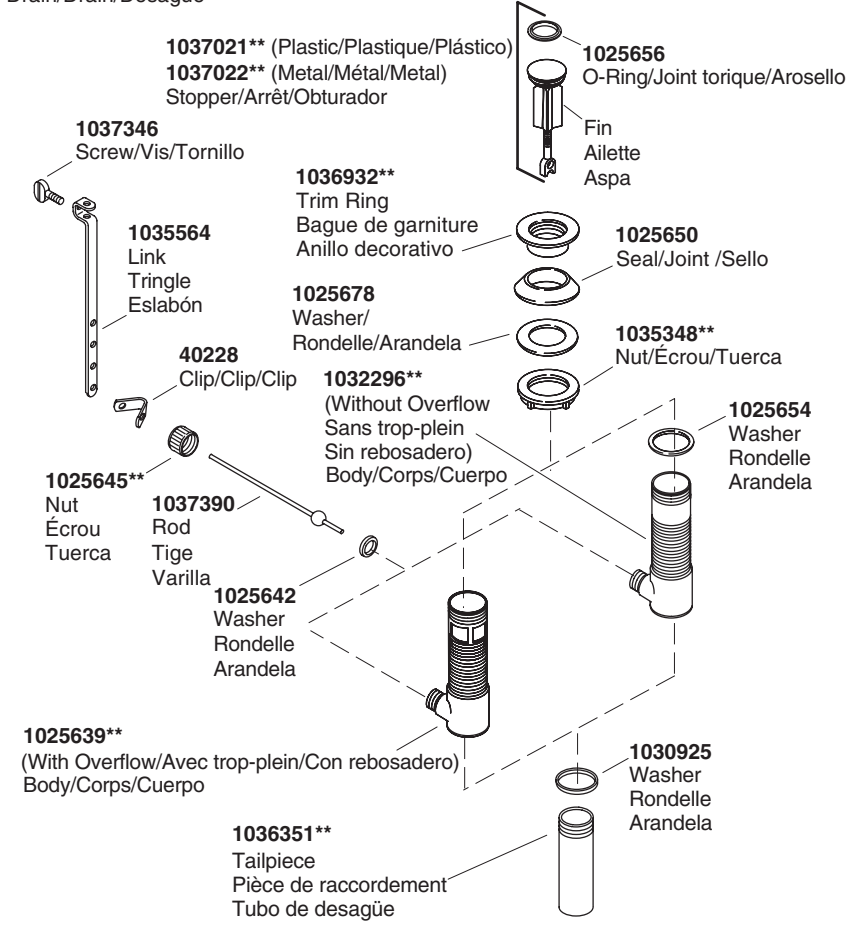 Drain/Drain/Desagüe
1037021** (Plastic/Plastique/Plástico)
1037022** (Metal/Métal/Metal)
Stopper/Arrêt/Obturador
1025656
O-Ring/Joint torique/Arosello
Fin
Ailette
Aspa
1037346
Screw/Vis/Tornillo
1036932**
Trim Ring
Bague de garniture
Anillo decorativo
1035564
Link
Tringle
Eslabón
1025650
Seal/Joint /Sello
1025678
Washer/
Rondelle/Arandela
1035348**
Nut/Écrou/Tuerca
40228
Clip/Clip/Clip
1032296**
(Without Overflow
Sans trop-plein
Sin rebosadero)
Body/Corps/Cuerpo
1025654
Washer
Rondelle
Arandela
1025645**
Nut
Écrou
Tuerca
1037390
Rod
Tige
Varilla
1025642
Washer
Rondelle
Arandela
1025639**
(With Overflow/Avec trop-plein/Con rebosadero)
Body/Corps/Cuerpo
1030925
Washer
Rondelle
Arandela
1036351**
Tailpiece
Pièce de raccordement
Tubo de desagüe